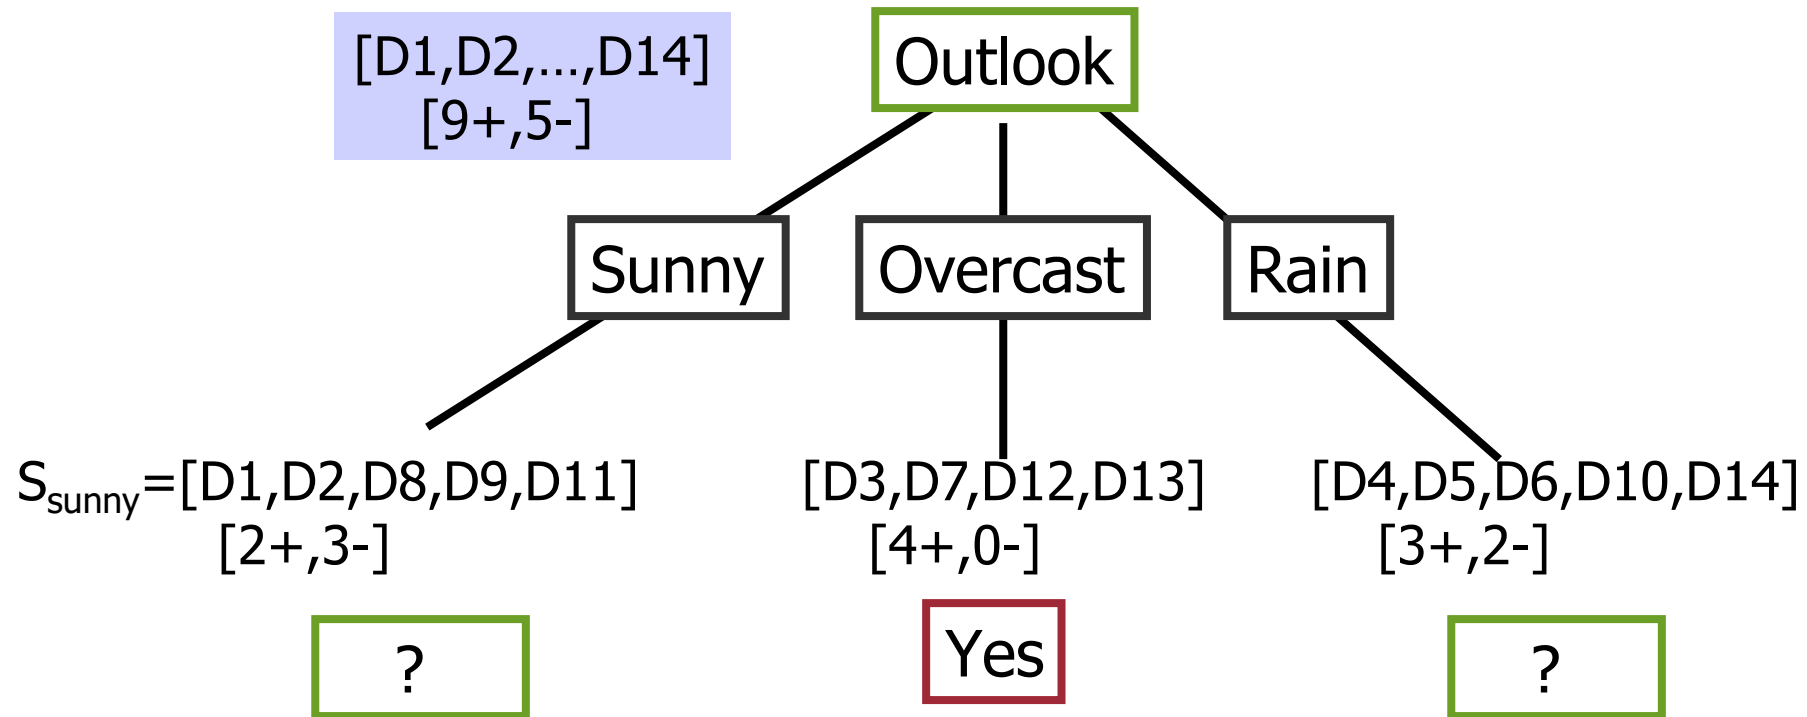 [D1,D2,…,D14]
[9+,5-]
Outlook
Sunny
Overcast
Rain
Ssunny=[D1,D2,D8,D9,D11]
[2+,3-]
[D3,D7,D12,D13]
[4+,0-]
[D4,D5,D6,D10,D14]
[3+,2-]
?
Yes
?